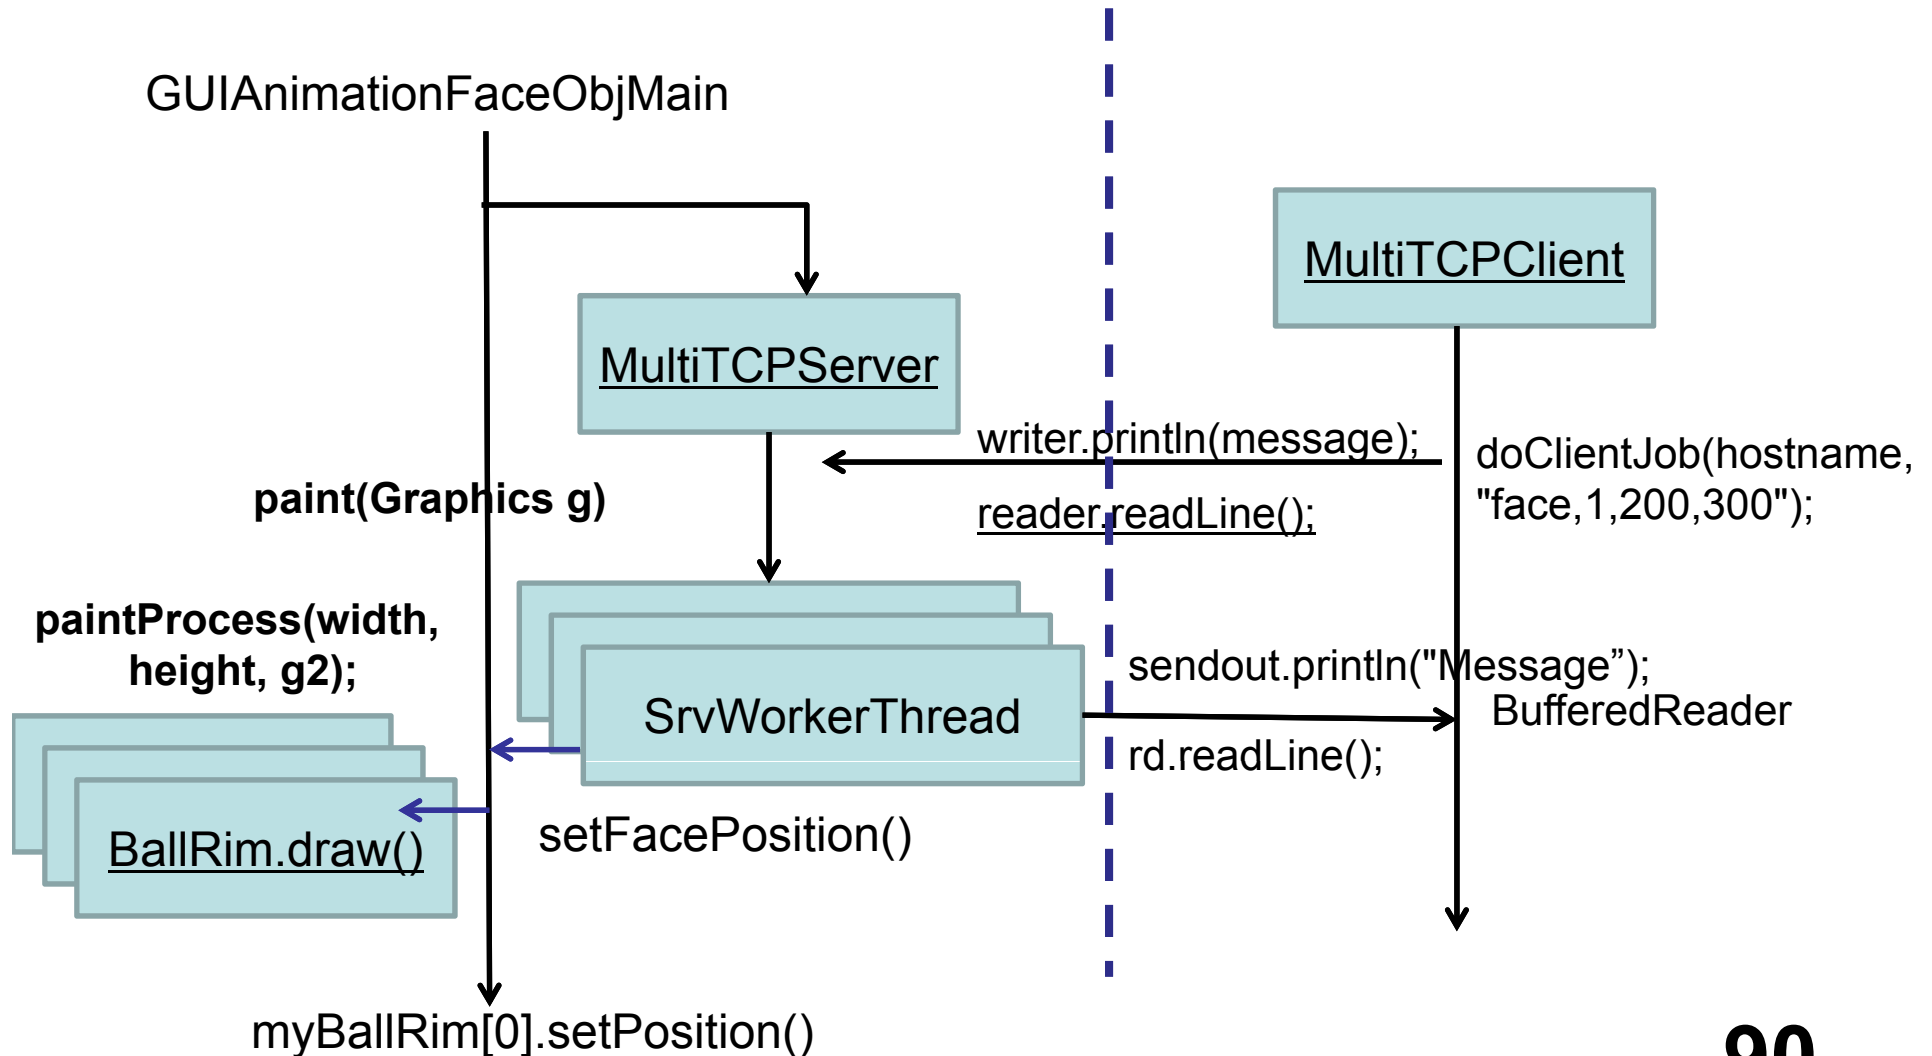 GUIAnimationFaceObjMain
MultiTCPClient
MultiTCPServer
writer.println(message);
doClientJob(hostname,
"face,1,200,300");
reader.readLine();
paint(Graphics g)
paintProcess(width,
height, g2);
SrvWorkerThread
sendout.println("Message”);
BufferedReader
rd.readLine();
BallRim.draw()
setFacePosition()
myBallRim[0].setPosition()
90